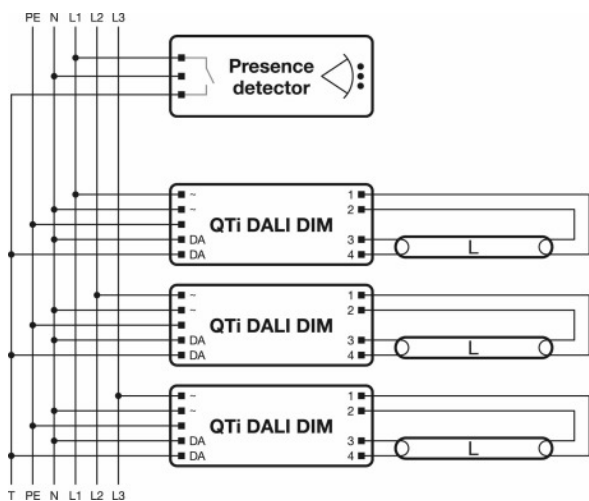 PE N L1 L2 L3
Presence
detector
~ 1
~ 2
QTi DALI DIM
DA 3 L
DA 4
~ 1
~ 2
QTi DALI DIM
DA 3 L
DA 4
~ 1
~ 2
QTi DALI DIM
DA 3 L
DA 4
T PE N L1 L2 L3